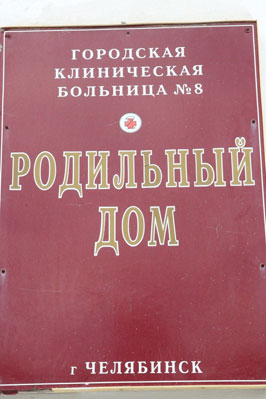 ГОРОДСКАЯ
КЛИНИЧЕСКАЯ
БОЛЬНИЦА №8
РОДИЛЬНЫЙ
ДОМ
г ЧЕЛЯБИНСК